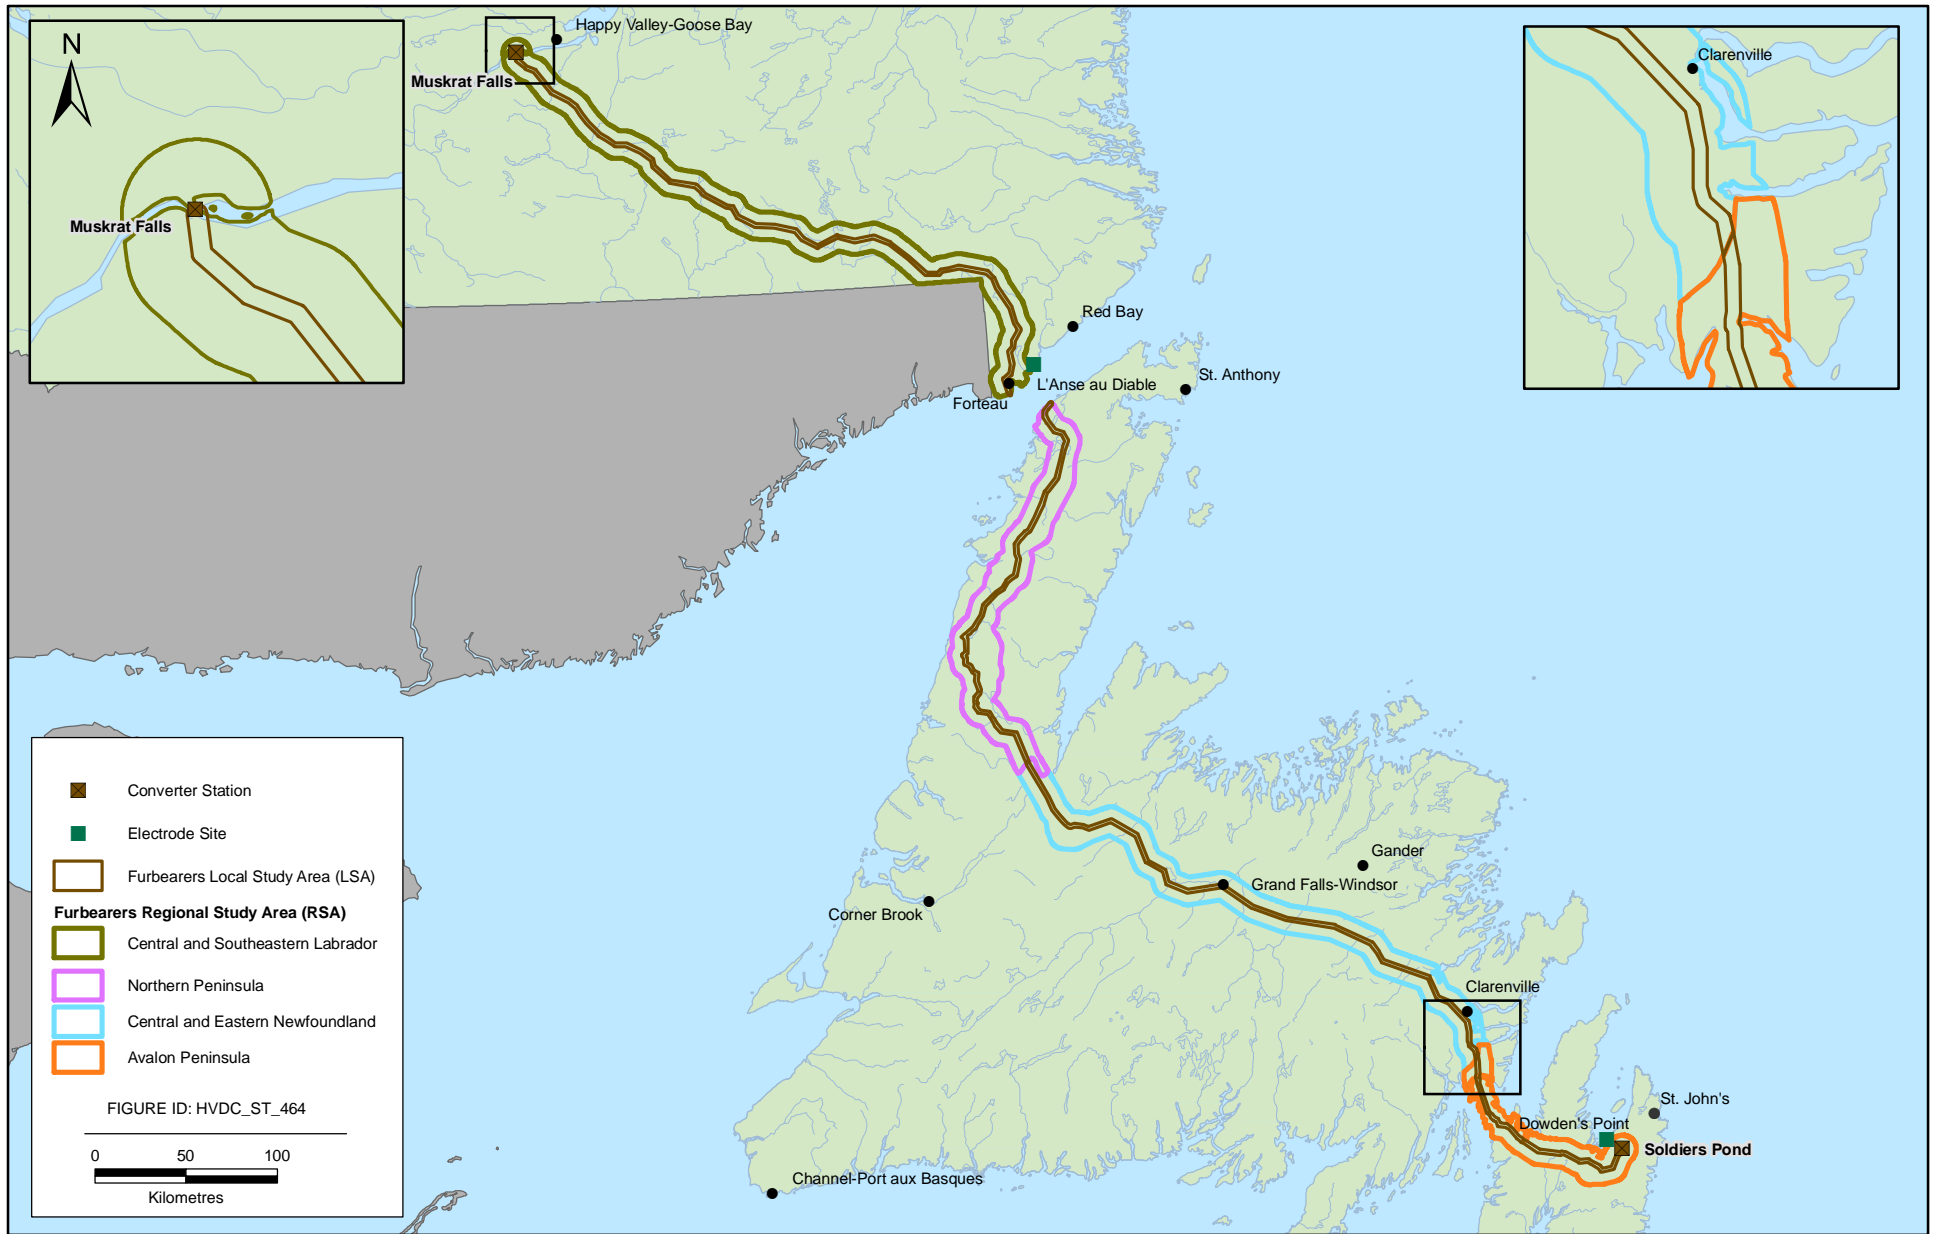 N
Muskrat Falls
Happy Valley-Goose Bay
Muskrat Falls
Clarenville
Red Bay
L'Anse au Diable
St. Anthony
Forteau
Gander
Grand Falls-Windsor
Corner Brook
Clarenville
St. John's
Dowden's Point
Soldiers Pond
Channel-Port aux Basques
Converter Station
Electrode Site
Furbearers Local Study Area (LSA)
Furbearers Regional Study Area (RSA)
Central and Southeastern Labrador
Northern Peninsula
Central and Eastern Newfoundland
Avalon Peninsula
FIGURE ID: HVDC_ST_464
0 50 100
Kilometres